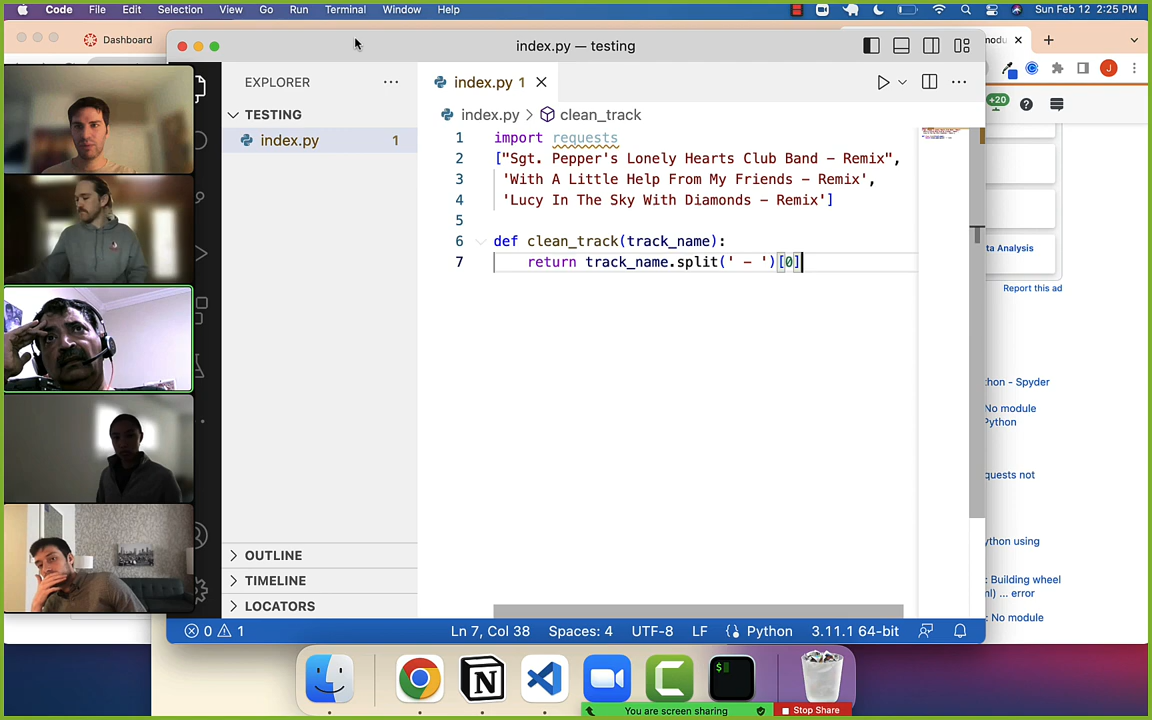 Code File Edit Selection View Go Run Terminal Window Help Sun Feb 12 2:25 PM
Dashboard
index.py — testing
EXPLORER
index.py 1
TESTING
index.py > clean_track
index.py 1
+20
1 import requests
2 ["Sgt. Pepper's Lonely Hearts Club Band - Remix",
3 'With A Little Help From My Friends - Remix',
4 'Lucy In The Sky With Diamonds - Remix']
5
6 def clean_track(track_name):
7 return track_name.split(' - ')[0]
ta Analysis
Report this ad
thon - Spyder
No module
Python
quests not
ython using
: Building wheel
ml) ... error
: No module
OUTLINE
TIMELINE
LOCATORS
0 1 Ln 7, Col 38 Spaces: 4 UTF-8 LF Python 3.11.1 64-bit
J
$
You are screen sharing Stop Share